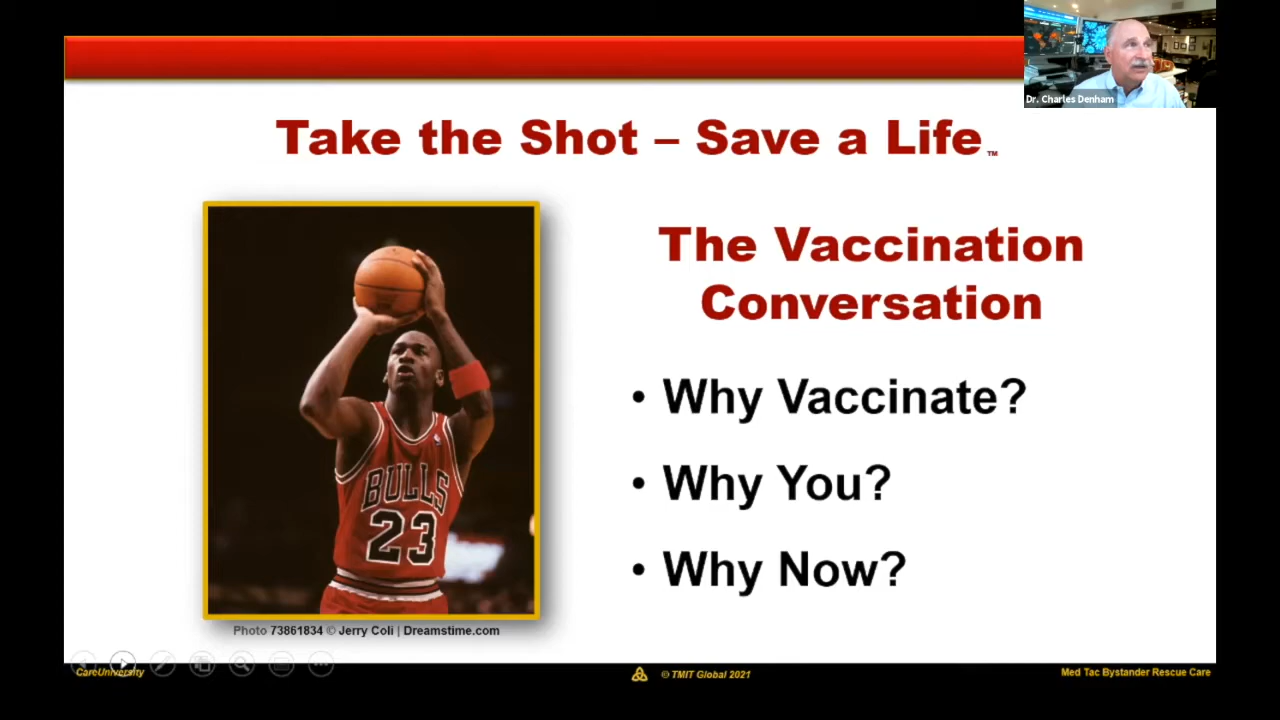 Dr. Charles Denham
Take the Shot – Save a Life™
The Vaccination
Conversation
• Why Vaccinate?
• Why You?
• Why Now?
BULLS
23
Photo 73861834 © Jerry Coli | Dreamstime.com
CareUniversity
© TMIT Global 2021
Med Tac Bystander Rescue Care